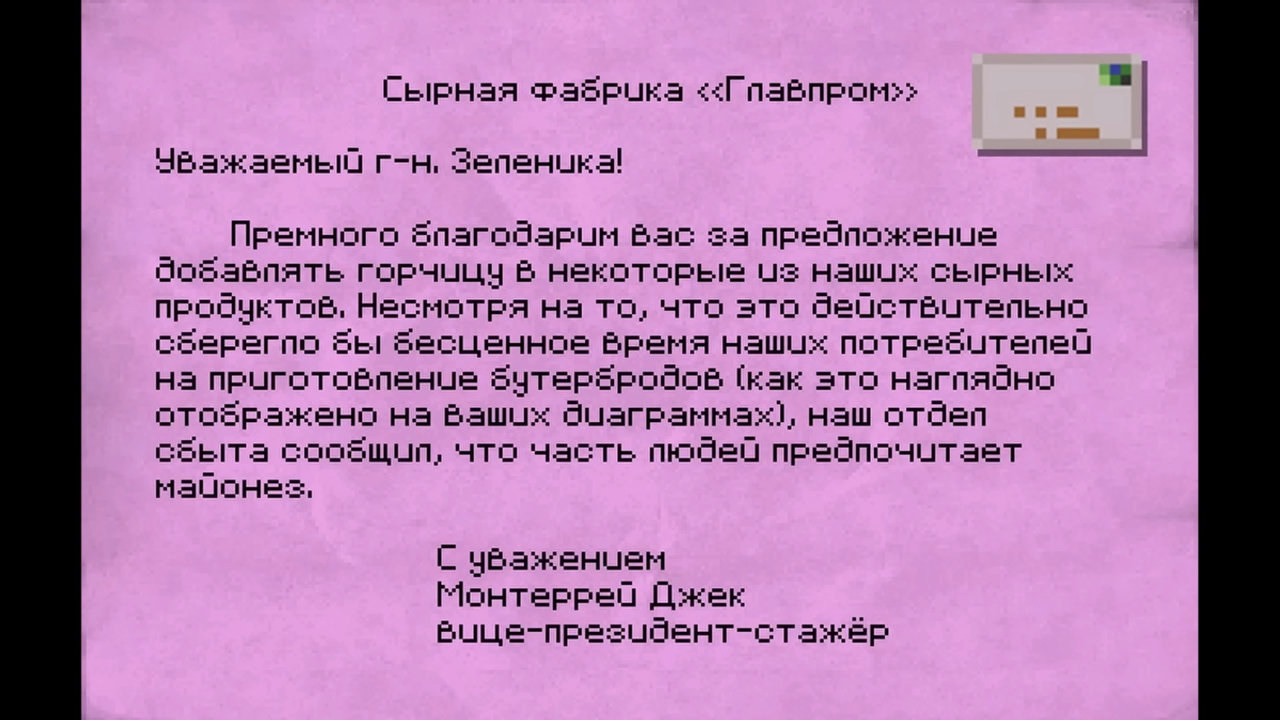 Сырная фабрика <<Главпром>>
Уважаемый г-н. Зеленика!
Премного благодарим вас за предложение
добавлять горчицу в некоторые из наших сырных
продуктов. Несмотря на то, что это действительно
сберегло бы бесценное время наших потребителей
на приготовление бутербродов (как это наглядно
отображено на ваших диаграммах), наш отдел
сбыта сообщил, что часть людей предпочитает
майонез.
С уважением
Монтеррей Джек
вице-президент-стажёр